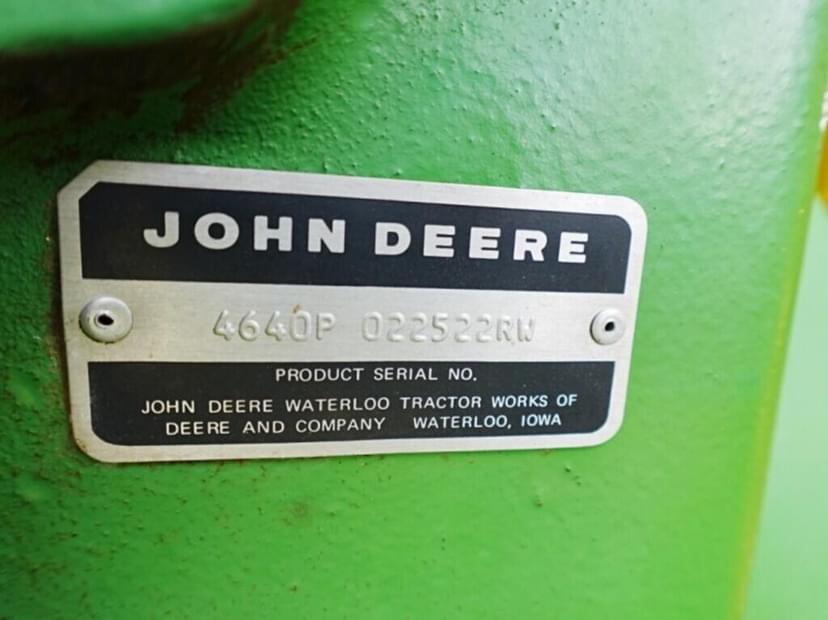 JOHN DEERE
4640P 022522RW
PRODUCT SERIAL NO.
JOHN DEERE WATERLOO TRACTOR WORKS OF
DEERE AND COMPANY WATERLOO, IOWA